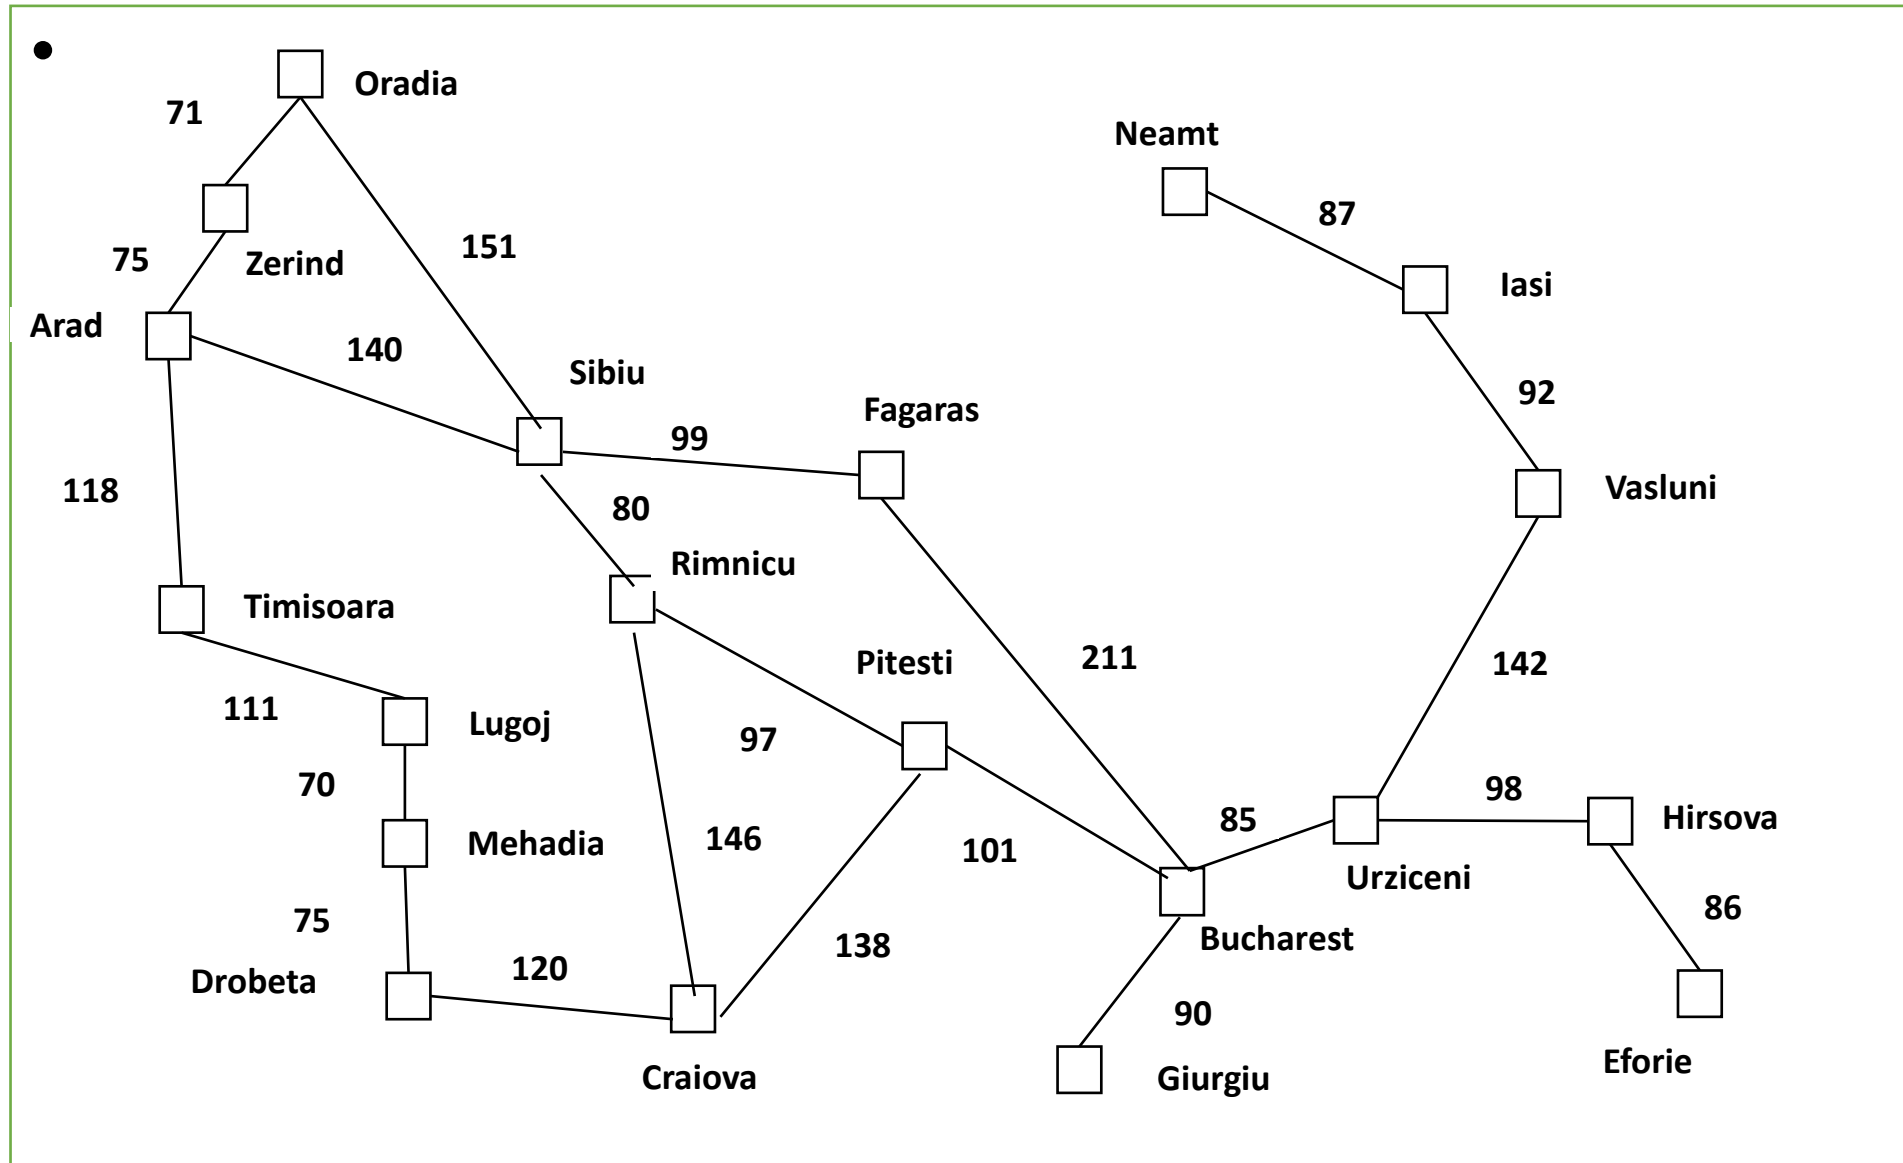 •
Oradia
71
Neamt
87
151
75
Zerind
Iasi
Arad
140
Sibiu
92
Fagaras
99
118
Vasluni
80
Rimnicu
Timisoara
Pitesti
211
142
111
Lugoj
97
70
98
Hirsova
85
146
Mehadia
101
Urziceni
86
75
Bucharest
138
120
Drobeta
90
Eforie
Craiova
Giurgiu